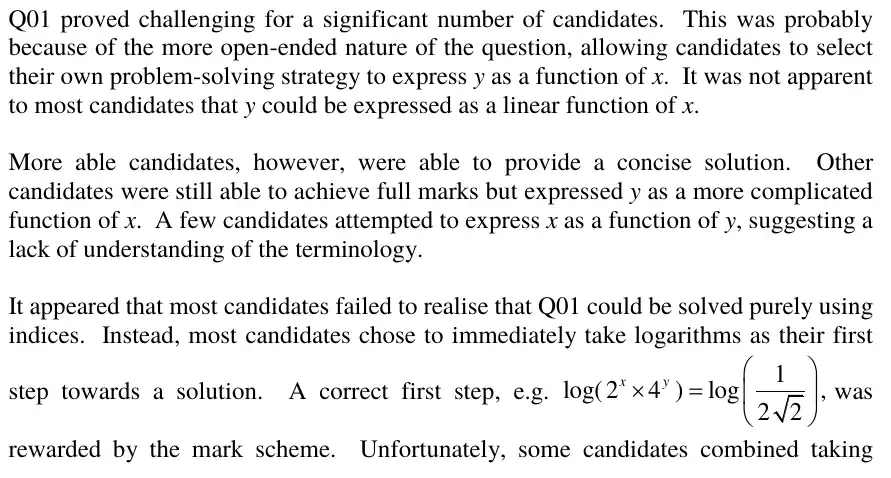 Q01 proved challenging for a significant number of candidates. This was probably
because of the more open-ended nature of the question, allowing candidates to select
their own problem-solving strategy to express y as a function of x. It was not apparent
to most candidates that y could be expressed as a linear function of x.
More able candidates, however, were able to provide a concise solution. Other
candidates were still able to achieve full marks but expressed y as a more complicated
function of x. A few candidates attempted to express x as a function of y, suggesting a
lack of understanding of the terminology.
It appeared that most candidates failed to realise that Q01 could be solved purely using
indices. Instead, most candidates chose to immediately take logarithms as their first
step towards a solution. A correct first step, e.g. log(2^x × 4^y) = log(1/(2√2)), was
rewarded by the mark scheme. Unfortunately, some candidates combined taking